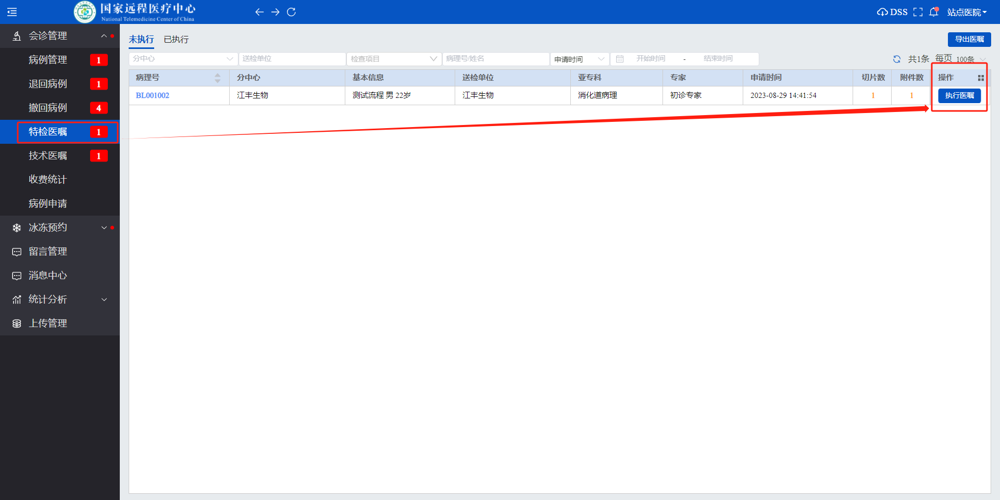 国家远程医疗中心
National Telemedicine Center of China
DSS
站点医院
会诊管理
病例管理 1
退回病例 1
撤回病例 4
特检医嘱 1
技术医嘱 1
收费统计
病例申请
冰冻预约
留言管理
消息中心
统计分析
上传管理
未执行 已执行
导出医嘱
分中心 送检单位 检查项目 病理号/姓名 申请时间 开始时间 - 结束时间 共1条 每页 100条
病理号 分中心 基本信息 送检单位 亚专科 专家 申请时间 切片数 附件数 操作
BL001002 江丰生物 测试流程 男 22岁 江丰生物 消化道病理 初诊专家 2023-08-29 14:41:54 1 1 执行医嘱